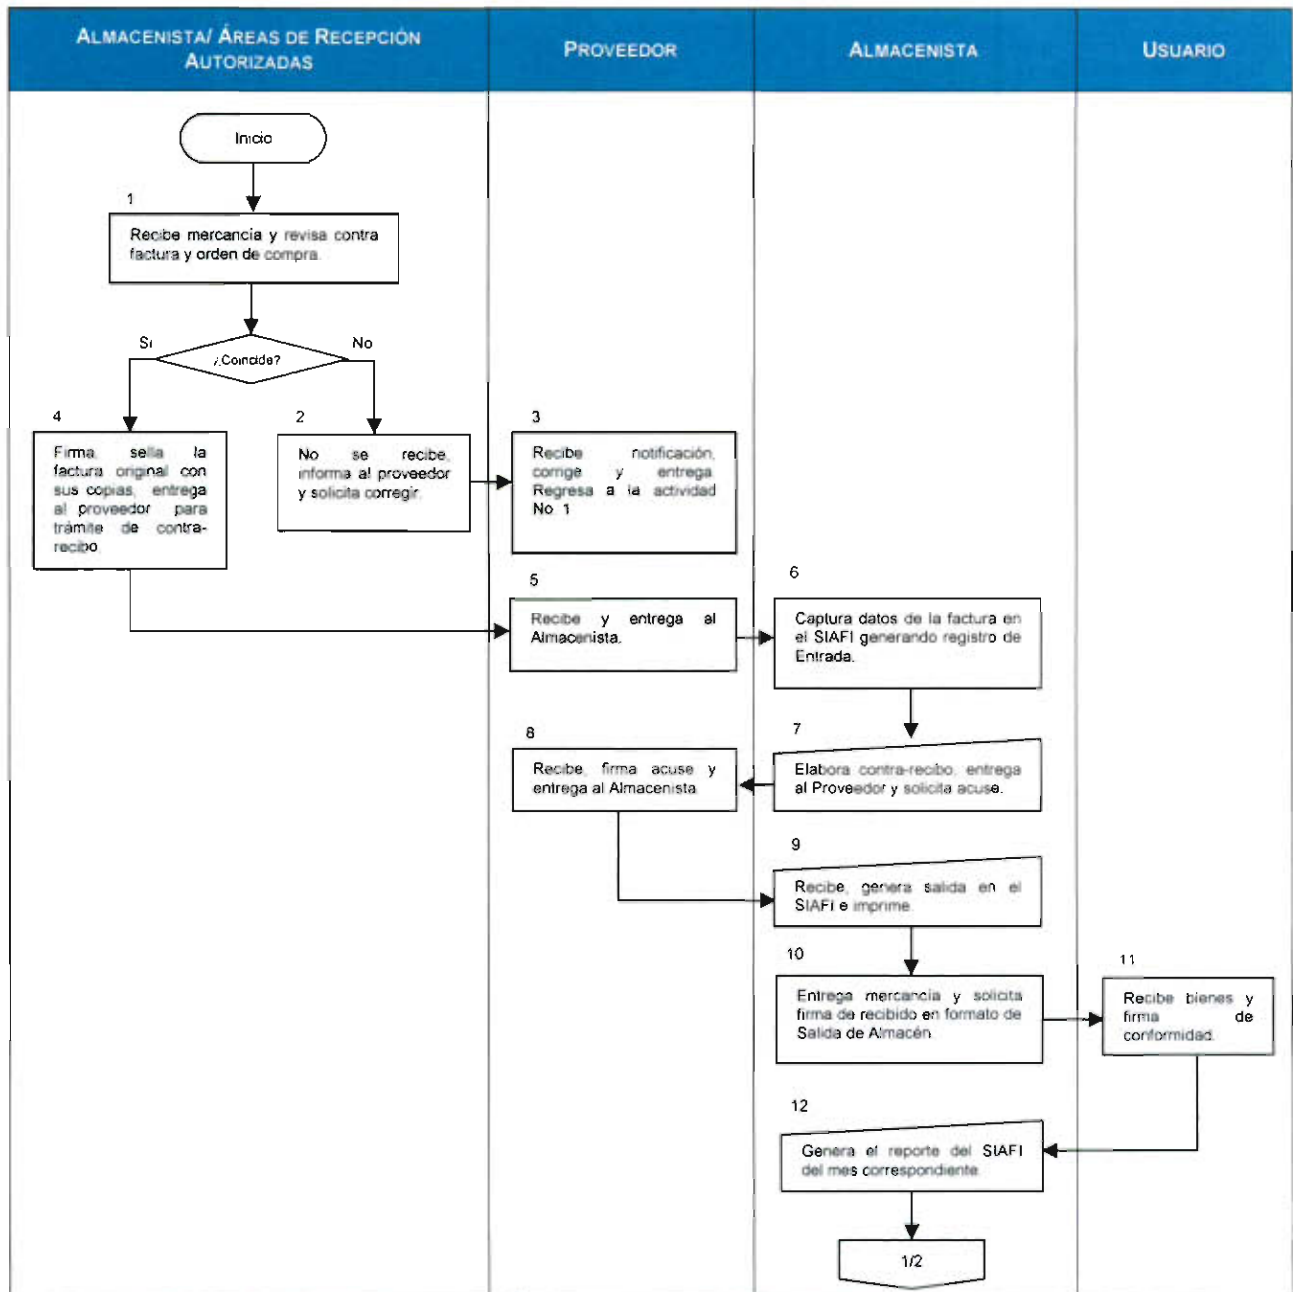 ALMACENISTA/ ÁREAS DE RECEPCIÓN
AUTORIZADAS
PROVEEDOR
ALMACENISTA
USUARIO
Inicio
1
Recibe mercancía y revisa contra
factura y orden de compra.
¿Coincide?
Si
No
4
Firma, sella la
factura original con
sus copias, entrega
al proveedor para
trámite de contra-
recibo
2
No se recibe,
informa al proveedor
y solicita corregir.
3
Recibe notificación,
corrige y entrega.
Regresa a la actividad
No 1
5
Recibe y entrega al
Almacenista.
6
Captura datos de la factura en
el SIAFI generando registro de
Entrada.
7
Elabora contra-recibo, entrega
al Proveedor y solicita acuse.
8
Recibe, firma acuse y
entrega al Almacenista
9
Recibe, genera salida en el
SIAFI e imprime.
10
Entrega mercancía y solicita
firma de recibido en formato de
Salida de Almacén
11
Recibe bienes y
firma de
conformidad.
12
Genera el reporte del SIAFI
del mes correspondiente.
1/2